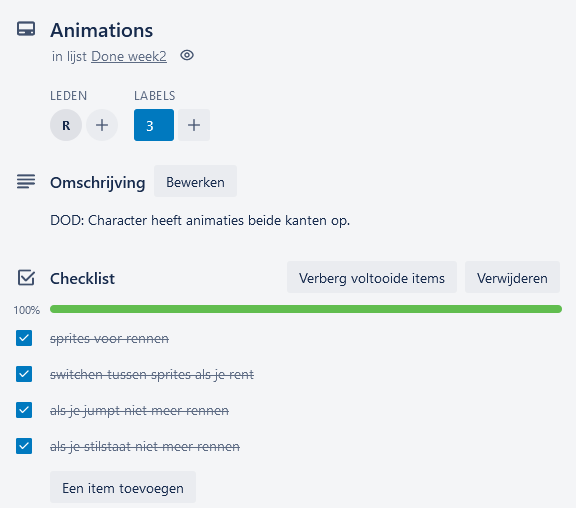 Animations
in lijst Done week2
LEDEN LABELS
R + 3 +
Omschrijving Bewerken
DOD: Character heeft animaties beide kanten op.
Checklist Verberg voltooide items Verwijderen
100%
sprites voor rennen
switchen tussen sprites als je rent
als je jumpt niet meer rennen
als je stilstaat niet meer rennen
Een item toevoegen